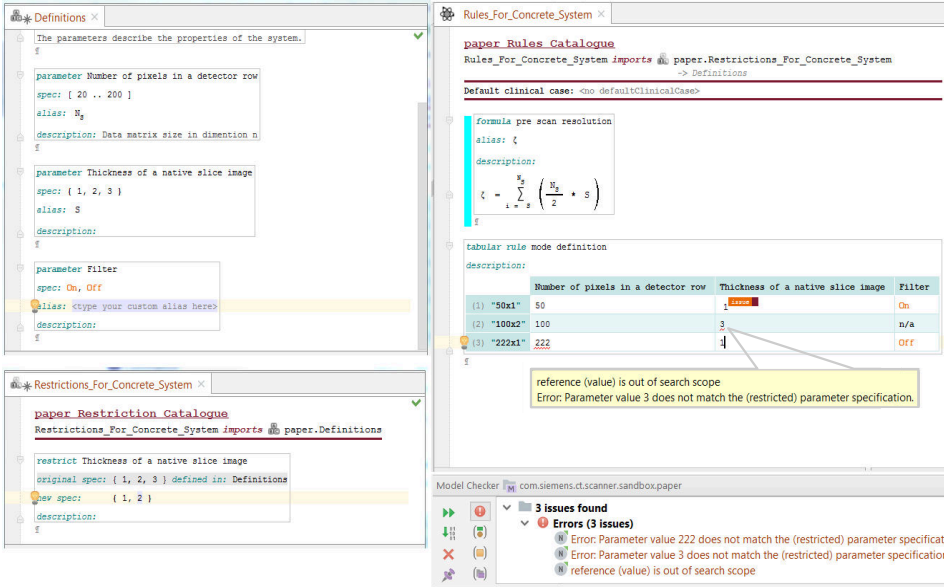 Definitions
The parameters describe the properties of the system.
parameter Number of pixels in a detector row
spec: [ 20 .. 200 ]
alias: Ng
description: Data matrix size in dimention n
parameter Thickness of a native slice image
spec: { 1, 2, 3 }
alias: S
description:
parameter Filter
spec: On, Off
alias: <type your custom alias here>
description:
Restrictions_For_Concrete_System
paper Restriction Catalogue
Restrictions_For_Concrete_System imports paper.Definitions
restrict Thickness of a native slice image
original spec: { 1, 2, 3 } defined in: Definitions
new spec: { 1, 2 }
description:
Rules_For_Concrete_System
paper Rules Catalogue
Rules_For_Concrete_System imports paper.Restrictions_For_Concrete_System
-> Definitions
Default clinical case: <no defaultClinicalCase>
formula pre scan resolution
alias: ζ
description:
ζ = ∑ i = S Ng ( Ng / 2 * S )
tabular rule mode definition
description:
Number of pixels in a detector row Thickness of a native slice image Filter
(1) "50x1" 50 1 issue On
(2) "100x2" 100 3 n/a
(3) "222x1" 222 1 Off
reference (value) is out of search scope
Error: Parameter value 3 does not match the (restricted) parameter specification.
Model Checker M com.siemens.ct.scanner.sandbox.paper
3 issues found
Errors (3 issues)
N Error: Parameter value 222 does not match the (restricted) parameter specificat
N Error: Parameter value 3 does not match the (restricted) parameter specification
N reference (value) is out of search scope